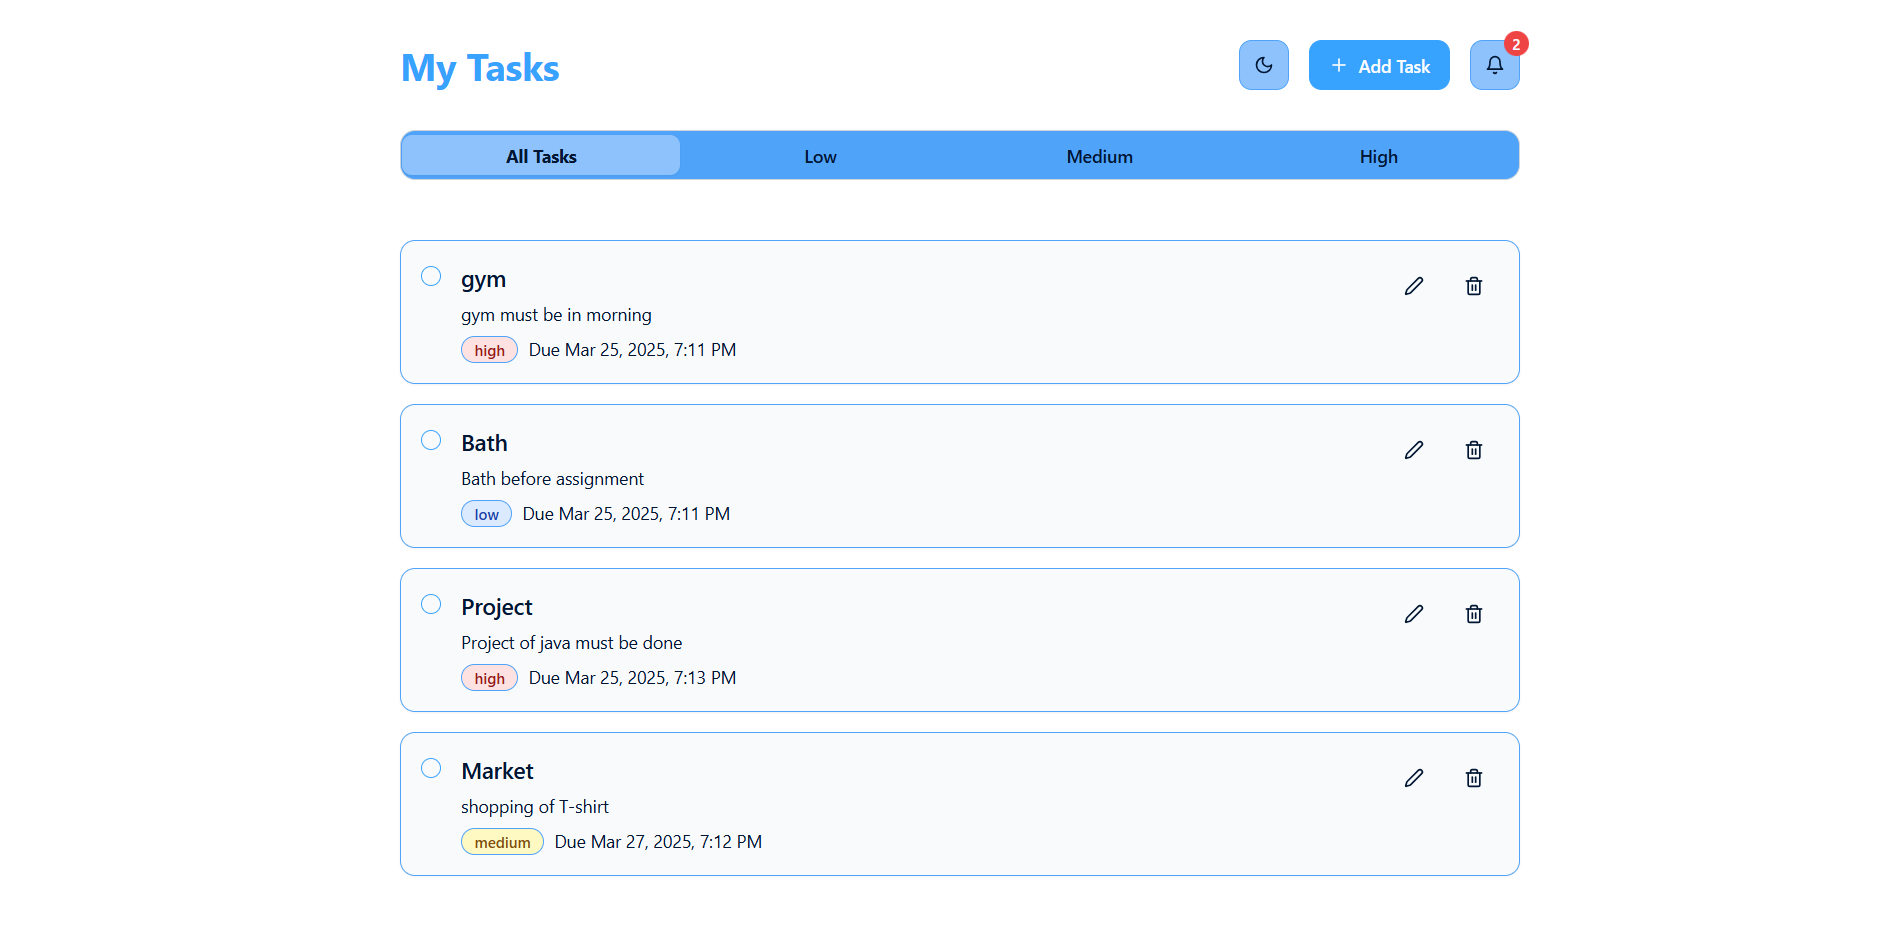 My Tasks
Add Task
2
All Tasks Low Medium High
gym
gym must be in morning
high Due Mar 25, 2025, 7:11 PM
Bath
Bath before assignment
low Due Mar 25, 2025, 7:11 PM
Project
Project of java must be done
high Due Mar 25, 2025, 7:13 PM
Market
shopping of T-shirt
medium Due Mar 27, 2025, 7:12 PM